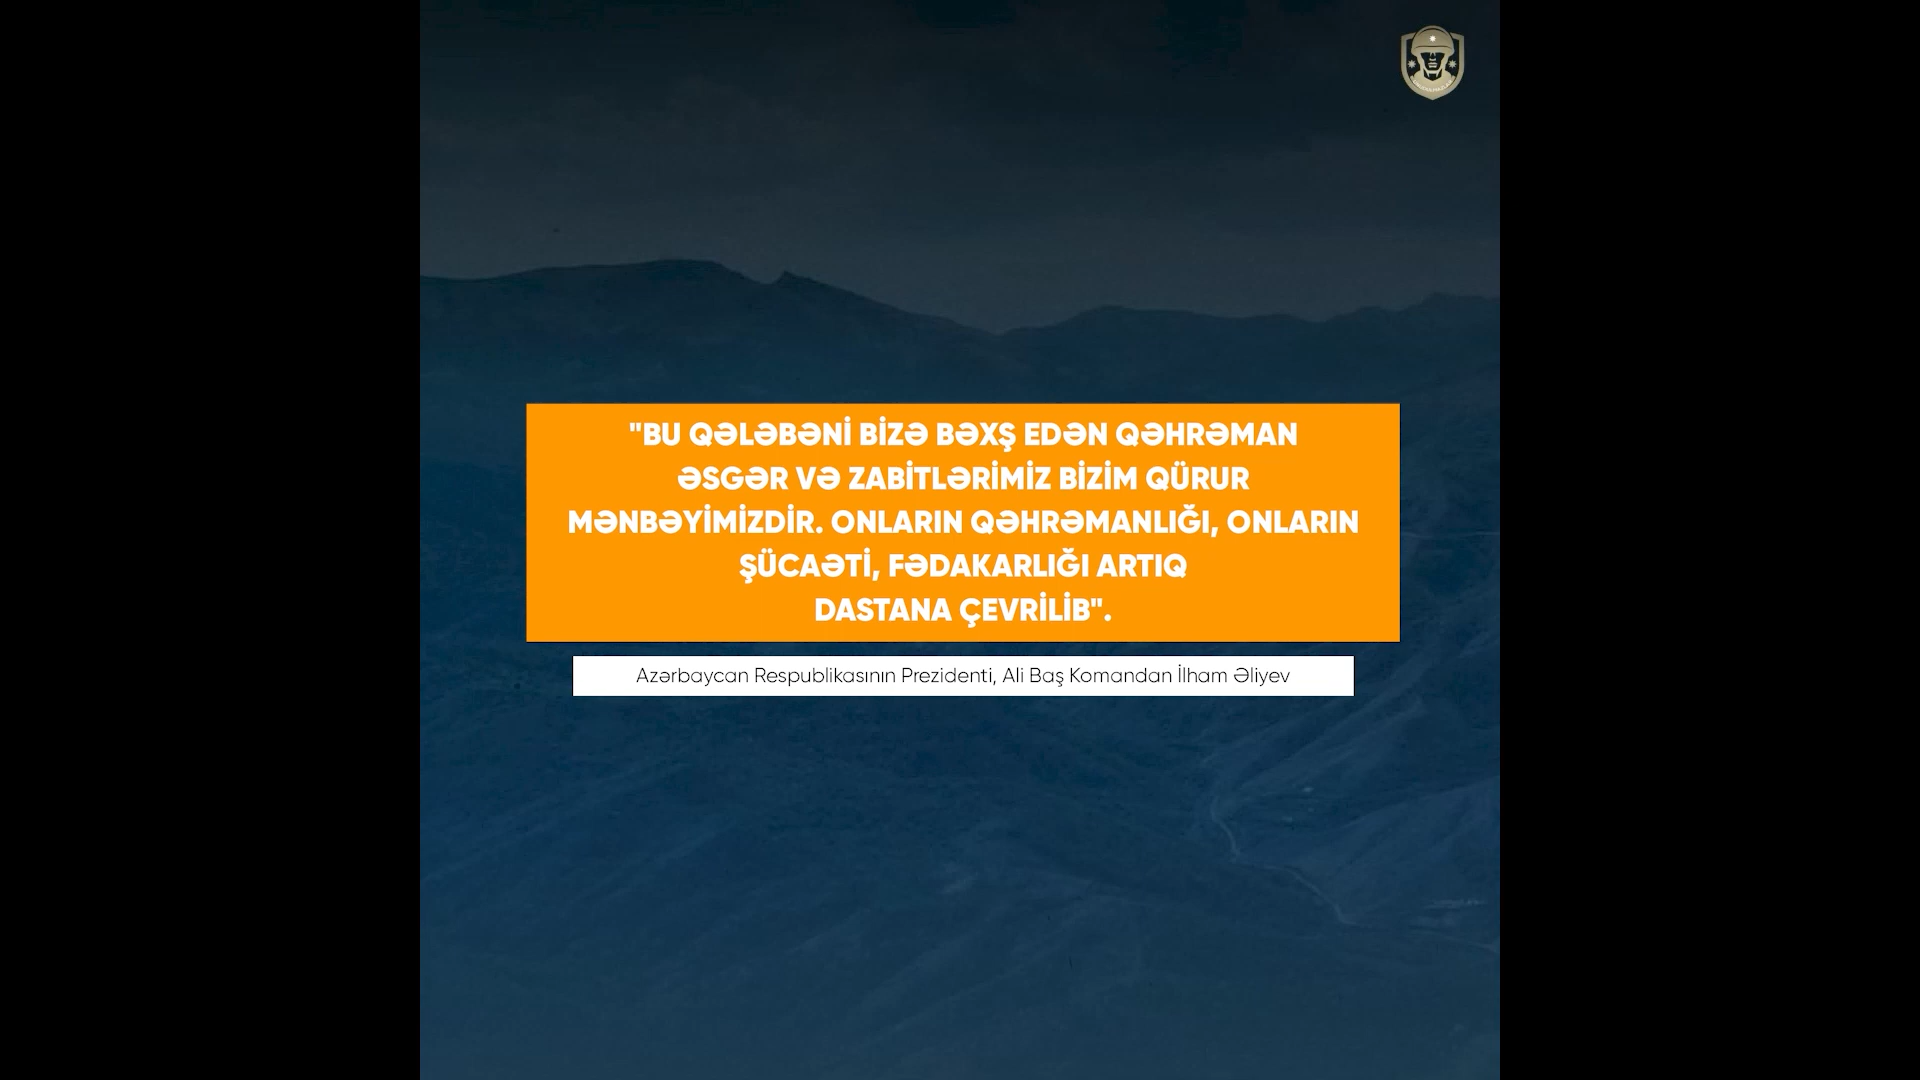 "BU QƏLƏBƏNİ BİZƏ BƏXŞ EDƏN QƏHRƏMAN
ƏSGƏR VƏ ZABİTLƏRİMİZ BİZİM QÜRUR
MƏNBƏYİMİZDİR. ONLARIN QƏHRƏMANLIĞI, ONLARIN
ŞÜCAƏTİ, FƏDAKARLIĞI ARTIQ
DASTANA ÇEVRİLİB".
Azərbaycan Respublikasının Prezidenti, Ali Baş Komandan İlham Əliyev